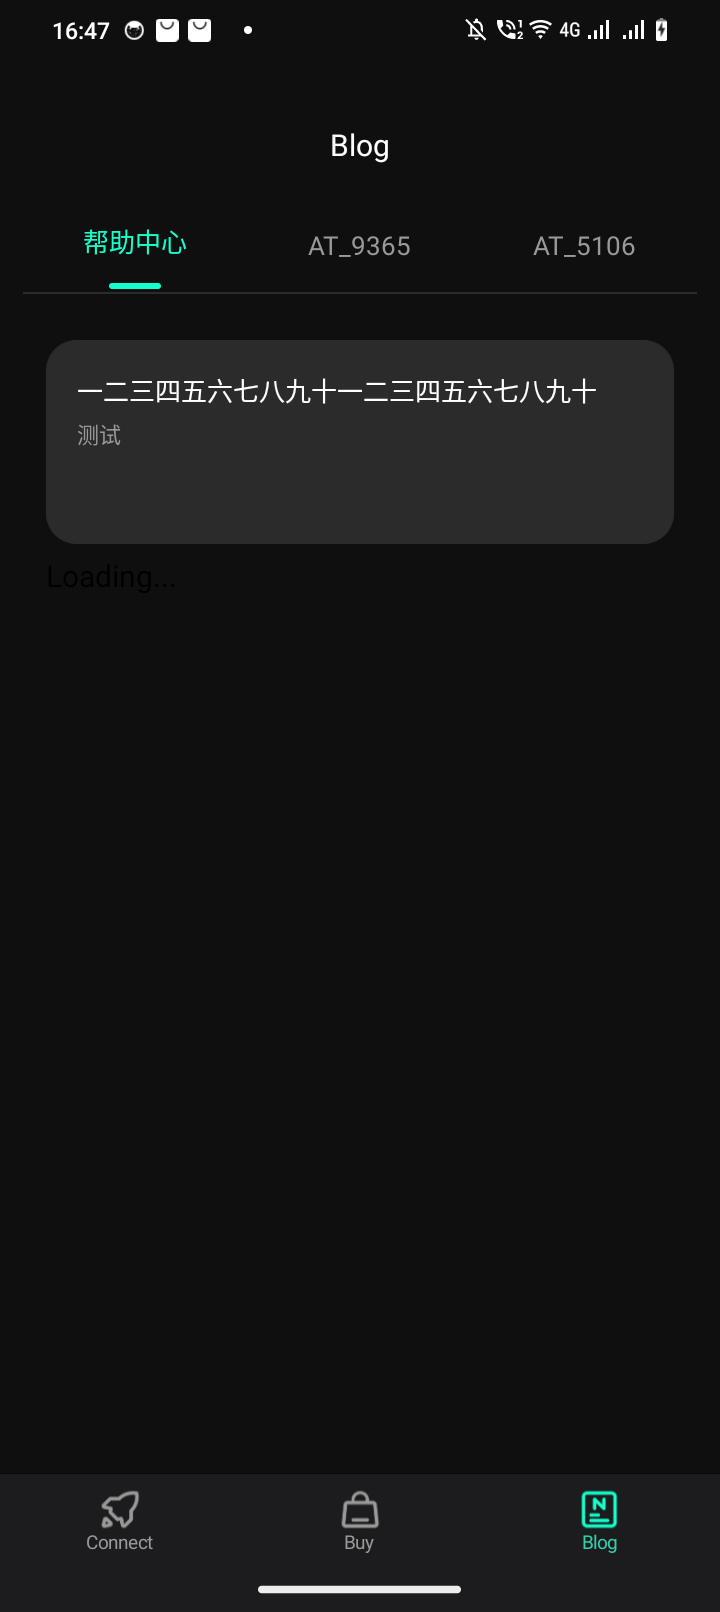 16:47
4G
Blog
帮助中心
AT_9365
AT_5106
一二三四五六七八九十一二三四五六七八九十
测试
Loading...
Connect
Buy
Blog